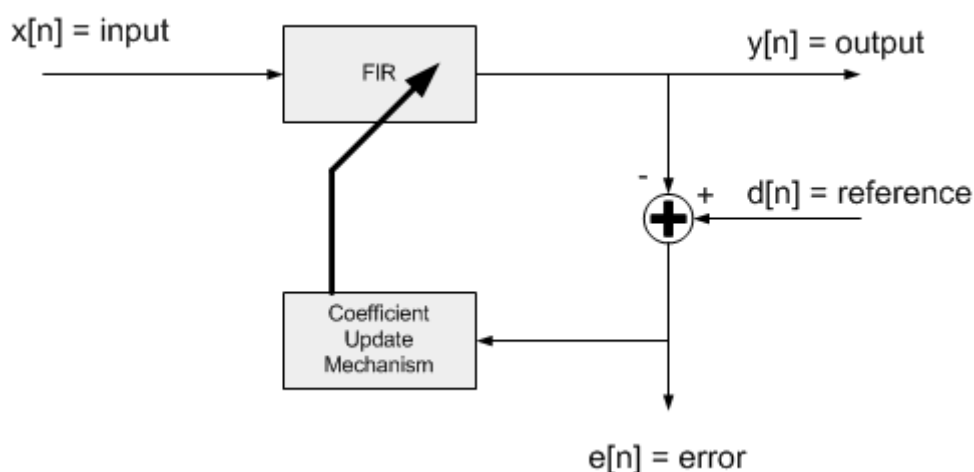 x[n] = input
FIR
y[n] = output
-
+
d[n] = reference
Coefficient
Update
Mechanism
e[n] = error